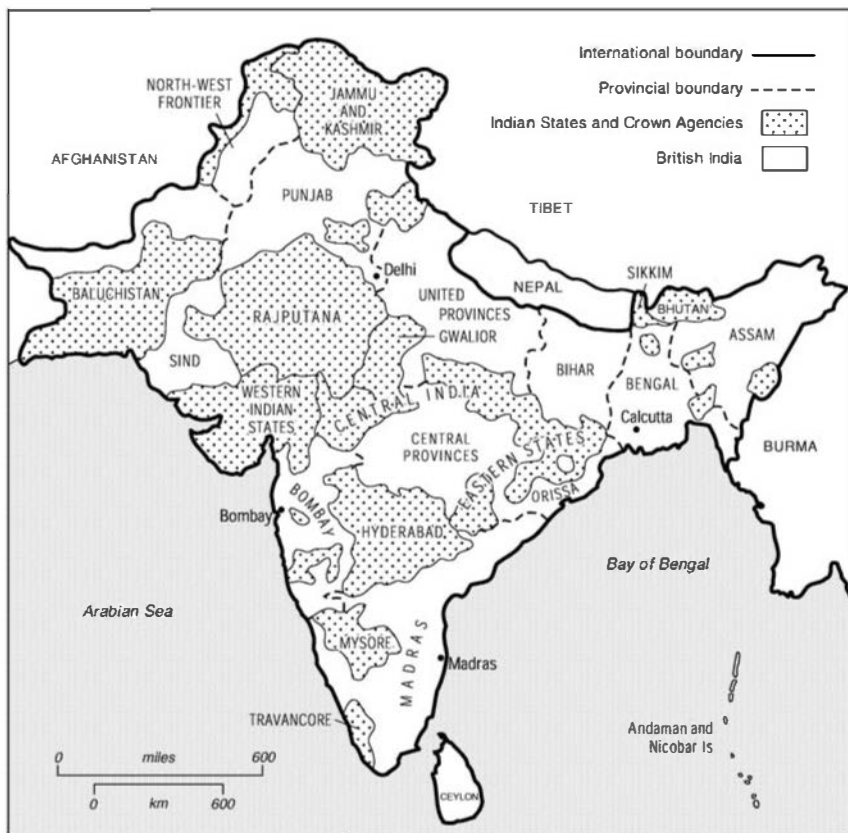 International boundary
Provincial boundary
Indian States and Crown Agencies
British India
NORTH-WEST
FRONTIER
JAMMU
AND
KASHMIR
AFGHANISTAN
PUNJAB
TIBET
Delhi
BALUCHISTAN
RAJPUTANA
UNITED
PROVINCES
GWALIOR
NEPAL
SIKKIM
BHUTAN
ASSAM
SIND
WESTERN
INDIAN
STATES
CENTRAL INDIA
BIHAR
BENGAL
Calcutta
CENTRAL
PROVINCES
EASTERN STATES
ORISSA
BURMA
BOMBAY
Bombay
HYDERABAD
Bay of Bengal
Arabian Sea
MYSORE
MADRAS
Madras
TRAVANCORE
Andaman and
Nicobar Is
0 miles 600
0 km 600
CEYLON